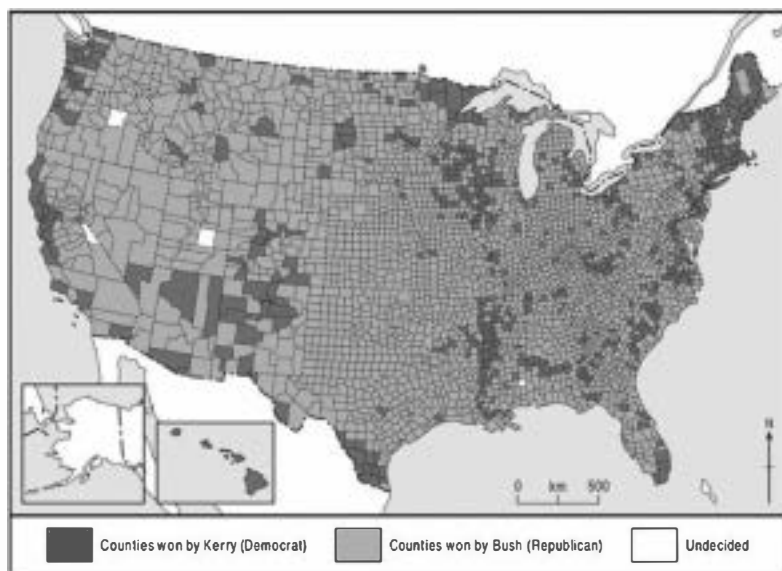 N
0 km 500
Counties won by Kerry (Democrat)
Counties won by Bush (Republican)
Undecided